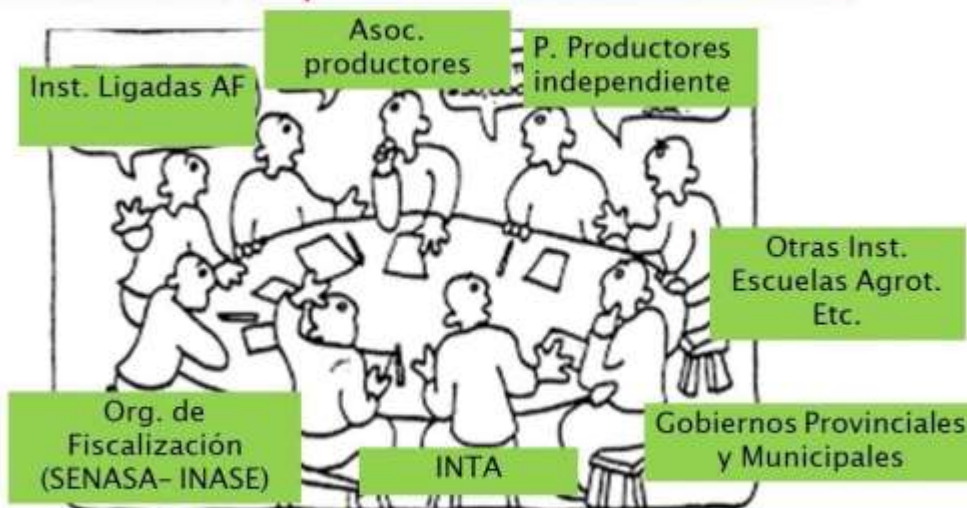 Asoc.
productores
P. Productores
independiente
Inst. Ligadas AF
Otras Inst.
Escuelas Agrot.
Etc.
Org. de
Fiscalización
(SENASA- INASE)
INTA
Gobiernos Provinciales
y Municipales